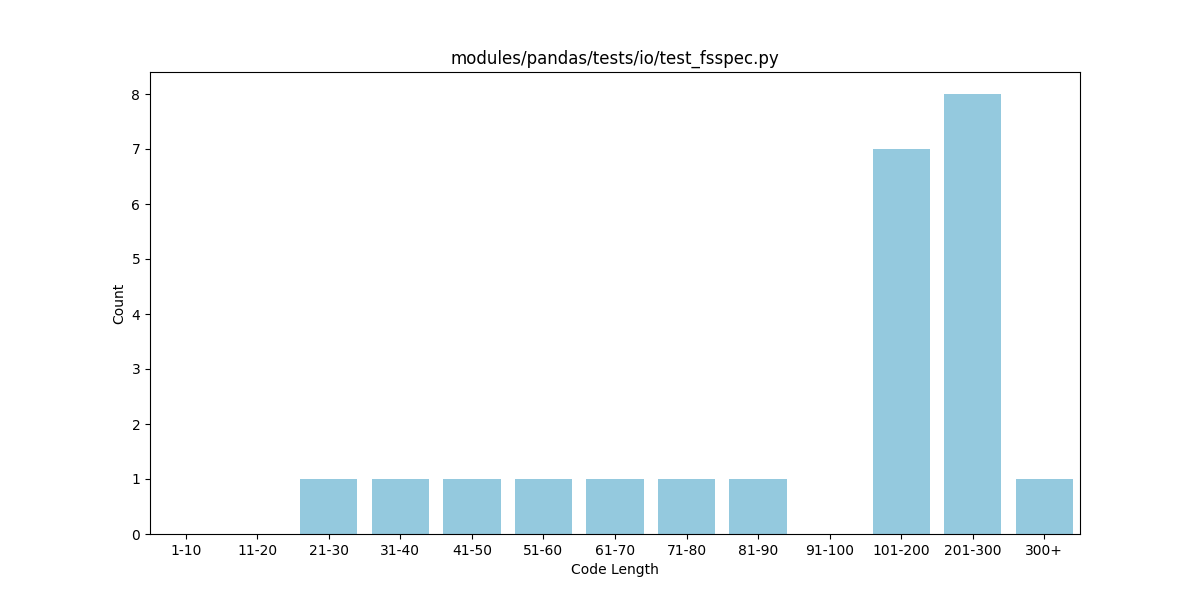 modules/pandas/tests/io/test_fsspec.py
8
7
6
5
4
3
2
1
0
Count
1-10 11-20 21-30 31-40 41-50 51-60 61-70 71-80 81-90 91-100 101-200 201-300 300+
Code Length